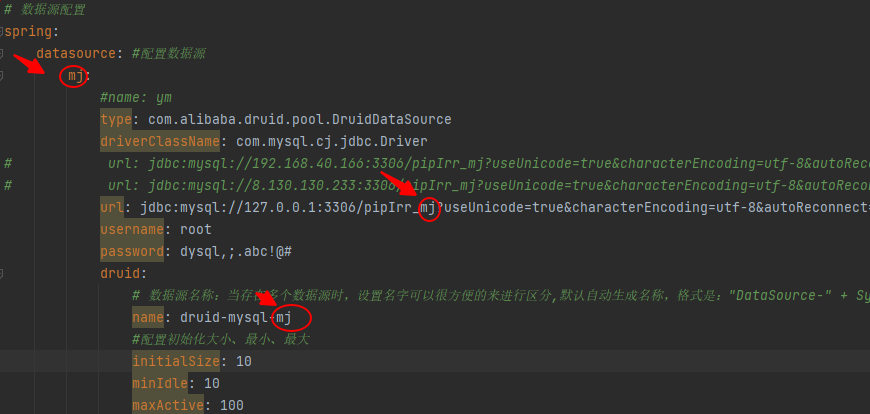 # 数据源配置
spring:
datasource: #配置数据源
mj:
#name: ym
type: com.alibaba.druid.pool.DruidDataSource
driverClassName: com.mysql.cj.jdbc.Driver
# url: jdbc:mysql://192.168.40.166:3306/pipIrr_mj?useUnicode=true&characterEncoding=utf-8&autoReco
# url: jdbc:mysql://8.130.130.233:3306/pipIrr_mj?useUnicode=true&characterEncoding=utf-8&autoReco
url: jdbc:mysql://127.0.0.1:3306/pipIrr_mj?useUnicode=true&characterEncoding=utf-8&autoReconnect=
username: root
password: dysql,;.abc!@#
druid:
# 数据源名称：当存在多个数据源时，设置名字可以很方便的来进行区分,默认自动生成名称，格式是："DataSource-" + Sy
name: druid-mysql-mj
#配置初始化大小、最小、最大
initialSize: 10
minIdle: 10
maxActive: 100